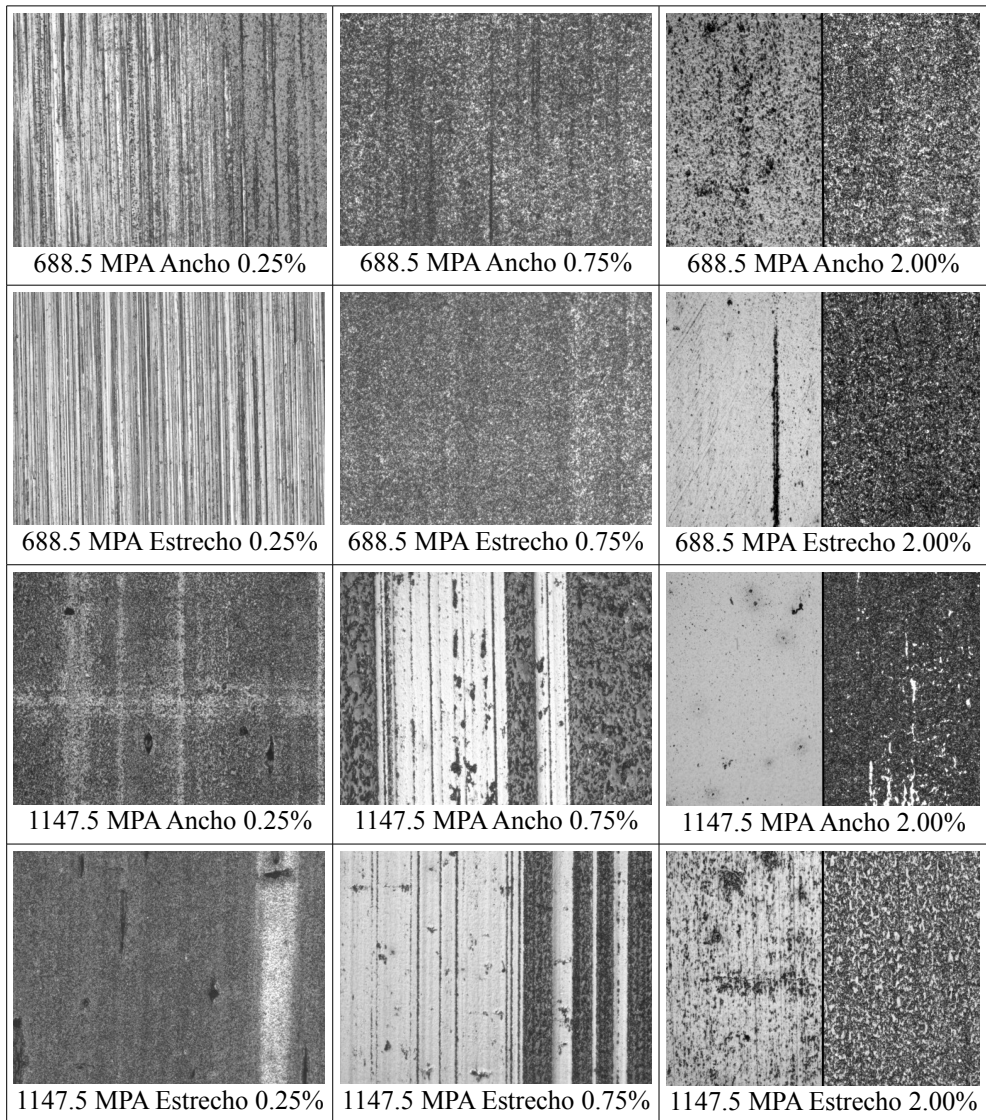 688.5 MPA Ancho 0.25%
688.5 MPA Ancho 0.75%
688.5 MPA Ancho 2.00%
688.5 MPA Estrecho 0.25%
688.5 MPA Estrecho 0.75%
688.5 MPA Estrecho 2.00%
1147.5 MPA Ancho 0.25%
1147.5 MPA Ancho 0.75%
1147.5 MPA Ancho 2.00%
1147.5 MPA Estrecho 0.25%
1147.5 MPA Estrecho 0.75%
1147.5 MPA Estrecho 2.00%